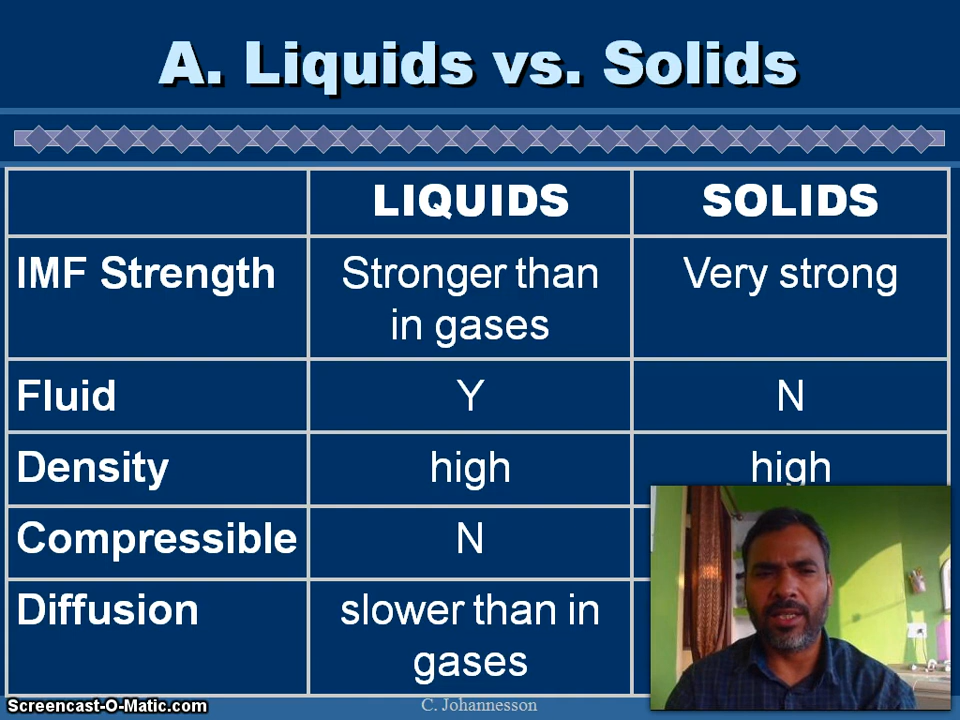 A. Liquids vs. Solids
LIQUIDS SOLIDS
IMF Strength Stronger than in gases Very strong
Fluid Y N
Density high high
Compressible N
Diffusion slower than in gases
Screencast-O-Matic.com C. Johannesson